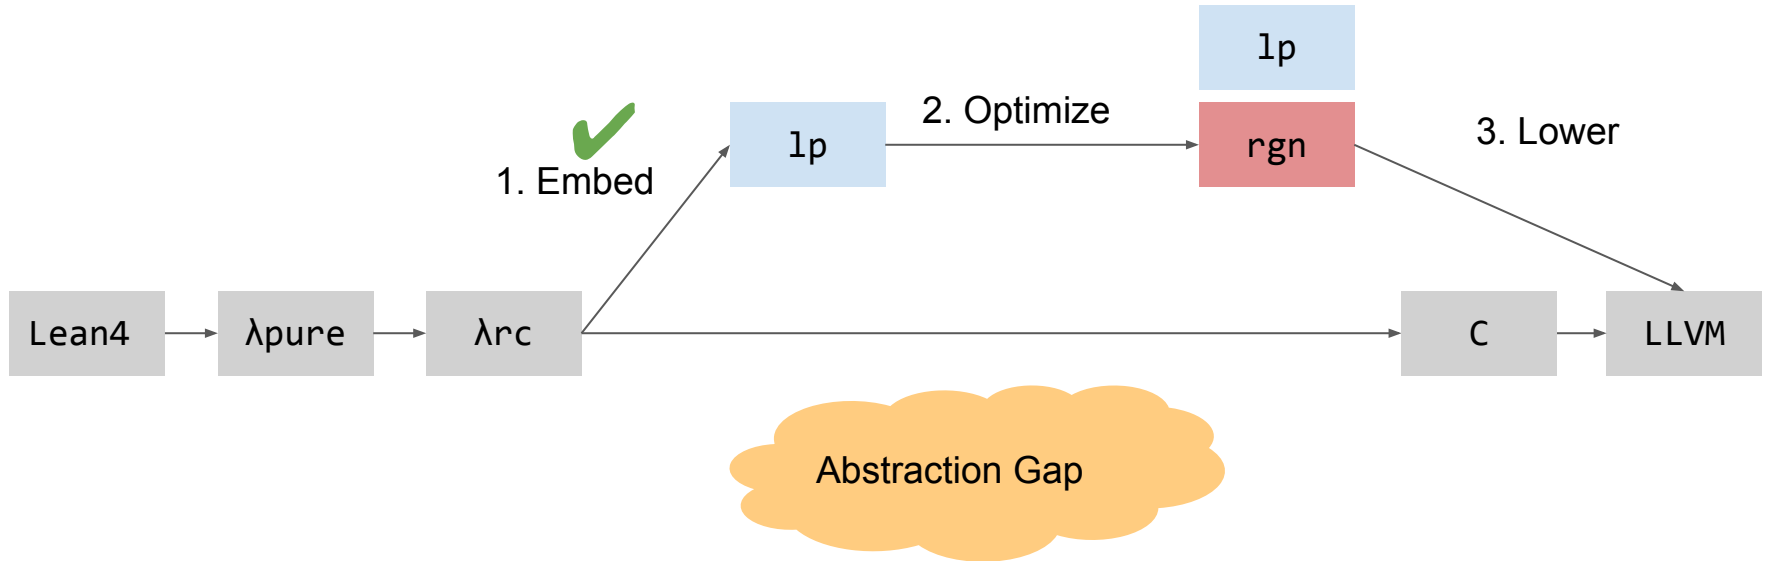 lp
2. Optimize
3. Lower
lp
rgn
1. Embed
Lean4
λpure
λrc
C
LLVM
Abstraction Gap